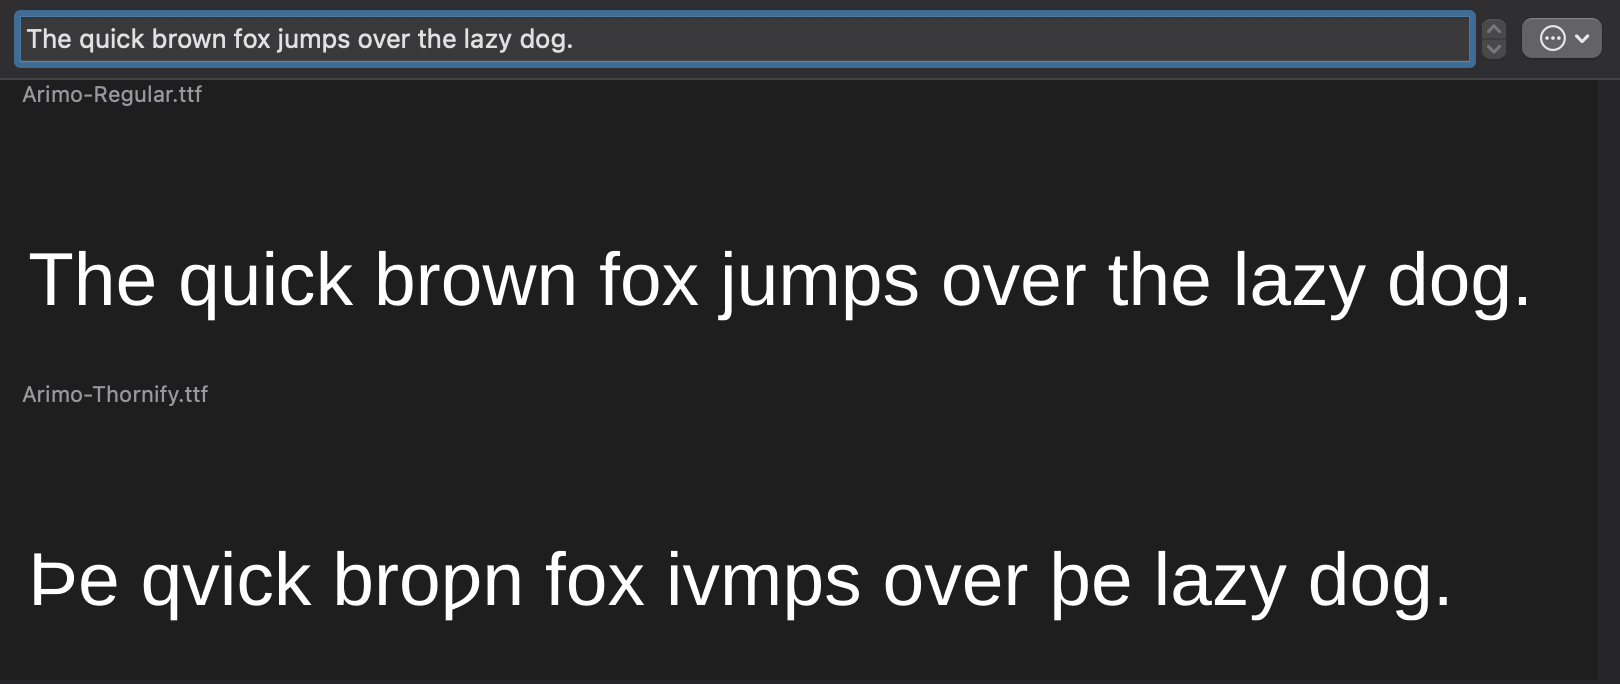 The quick brown fox jumps over the lazy dog.
Arimo-Regular.ttf
The quick brown fox jumps over the lazy dog.
Arimo-Thornify.ttf
Þe qvick broƿn fox ivmps over þe lazy dog.